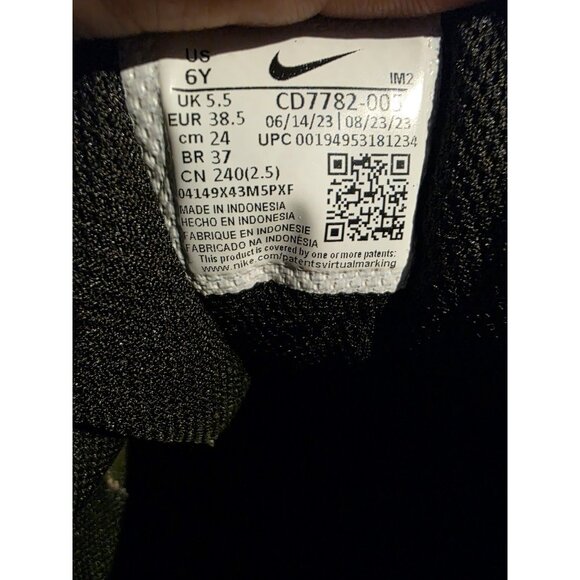 US
6Y
IM2
UK 5.5 CD7782-005
EUR 38.5 06/14/23 | 08/23/23
cm 24 UPC 00194953181234
BR 37
CN 240(2.5)
04149X43M5PXF
MADE IN INDONESIA
HECHO EN INDONESIA
FABRIQUE EN INDONESIE
FABRICADO NA INDONESIA
This product is covered by one or more patents:
www.nike.com/patentsvirtualmarking